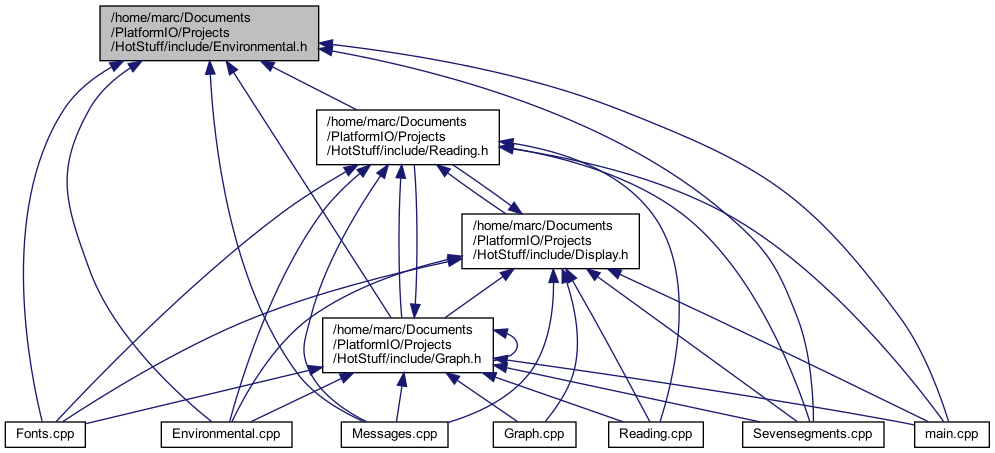 /home/marc/Documents
/PlatformIO/Projects
/HotStuff/include/Environmental.h
/home/marc/Documents
/PlatformIO/Projects
/HotStuff/include/Reading.h
/home/marc/Documents
/PlatformIO/Projects
/HotStuff/include/Display.h
/home/marc/Documents
/PlatformIO/Projects
/HotStuff/include/Graph.h
Fonts.cpp
Environmental.cpp
Messages.cpp
Graph.cpp
Reading.cpp
Sevensegments.cpp
main.cpp